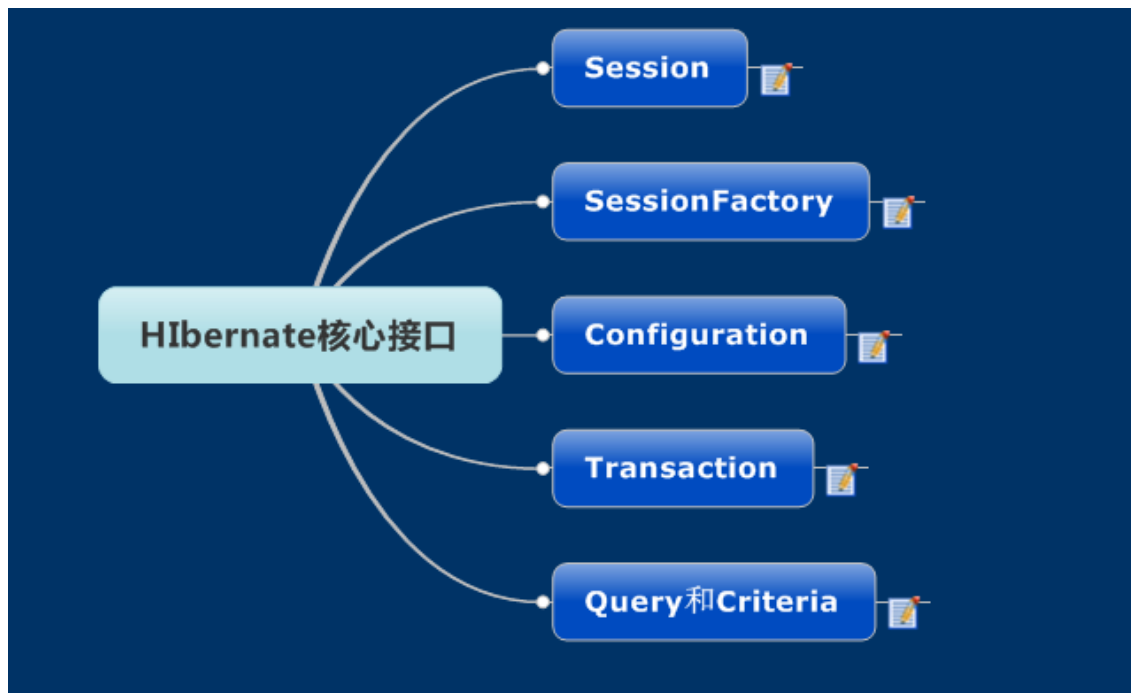 Session
SessionFactory
HIbernate核心接口
Configuration
Transaction
Query和Criteria